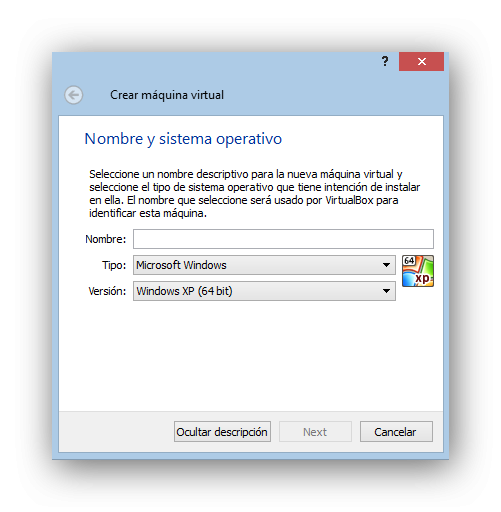 ?
Crear máquina virtual
Nombre y sistema operativo
Seleccione un nombre descriptivo para la nueva máquina virtual y
seleccione el tipo de sistema operativo que tiene intención de instalar
en ella. El nombre que seleccione será usado por VirtualBox para
identificar esta máquina.
Nombre:
Tipo: Microsoft Windows
64
xp
Versión: Windows XP (64 bit)
Ocultar descripción Next Cancelar